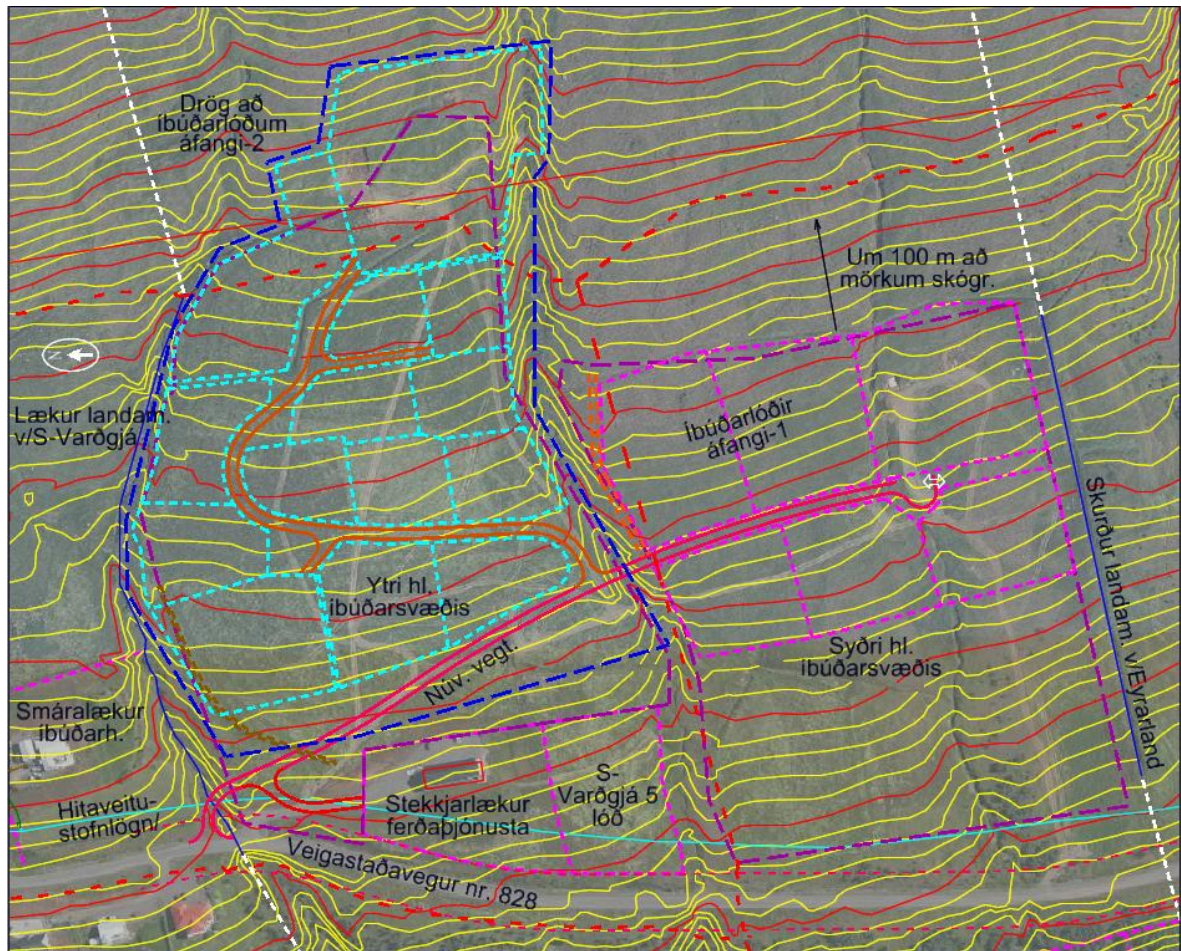 Drög að
íbúðarlóðum
áfangi-2
Um 100 m að
mörkum skógr.
N
Lækur landam.
v/S-Varðgjá
Íbúðarlóðir
áfangi-1
Skurður landam. v/Eyrarland
Ytri hl.
íbúðarsvæðis
Núv. vegt.
Syðri hl.
íbúðarsvæðis
Smáralækur
íbúðarh.
Hitaveitu-
stofnlögn/
Stekkjarlækur
ferðaþjónusta
S-
Varðgjá 5
lóð
Veigastaðavegur nr. 828